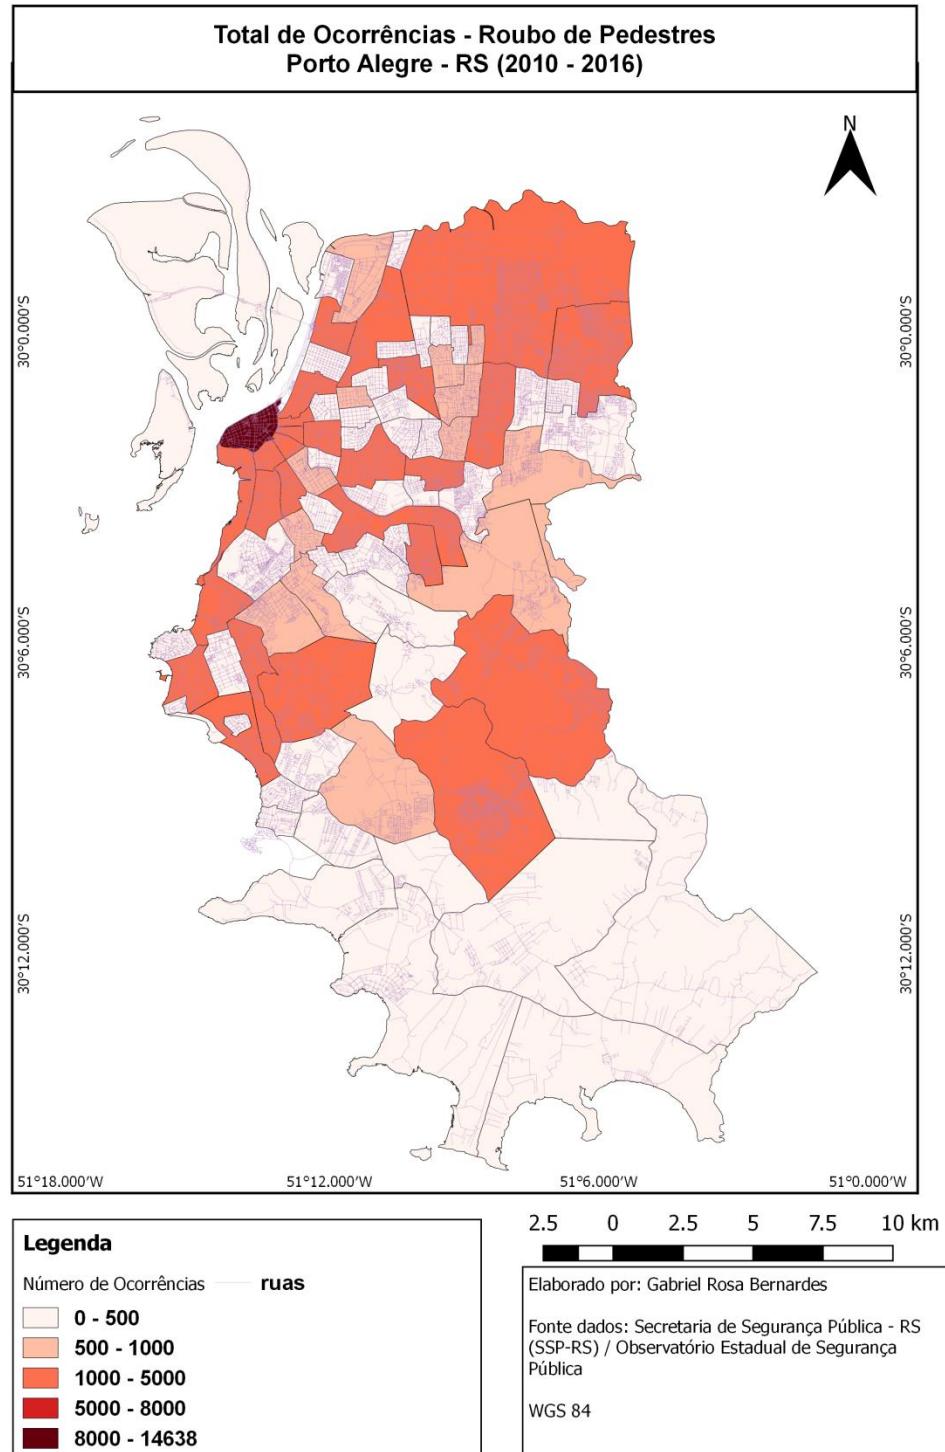 Total de Ocorrências - Roubo de Pedestres
Porto Alegre - RS (2010 - 2016)
N
30°0.000'S
30°0.000'S
30°6.000'S
30°6.000'S
30°12.000'S
30°12.000'S
51°18.000'W
51°12.000'W
51°6.000'W
51°0.000'W
Legenda
Número de Ocorrências ruas
0 - 500
500 - 1000
1000 - 5000
5000 - 8000
8000 - 14638
2.5 0 2.5 5 7.5 10 km
Elaborado por: Gabriel Rosa Bernardes
Fonte dados: Secretaria de Segurança Pública - RS
(SSP-RS) / Observatório Estadual de Segurança
Pública
WGS 84